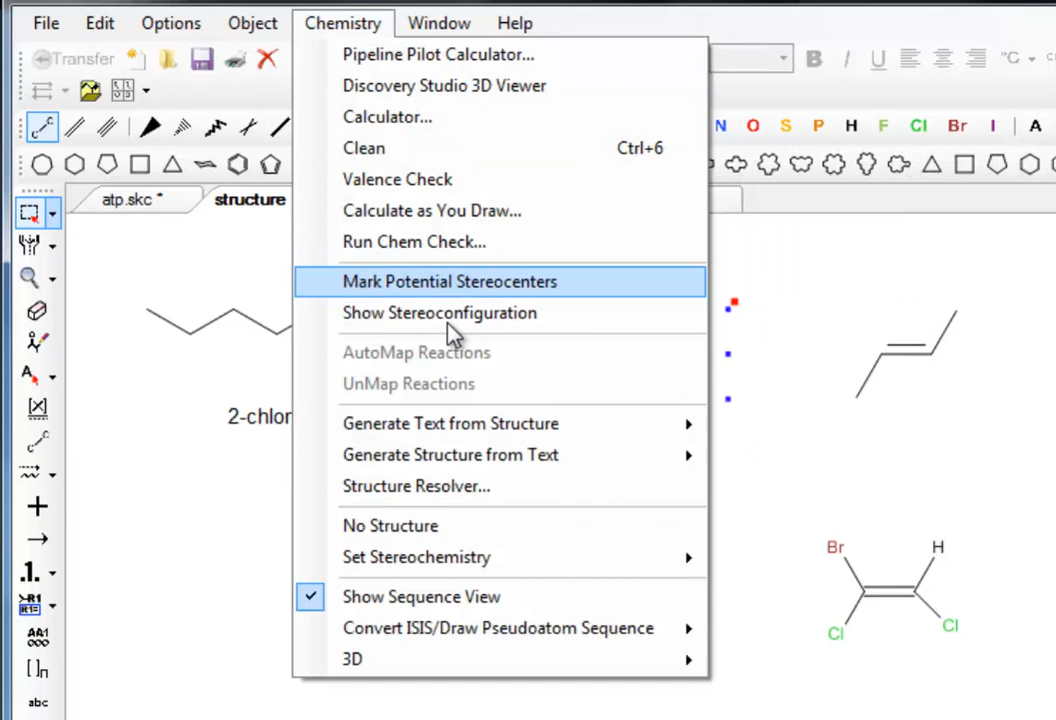 File Edit Options Object Chemistry Window Help
Transfer B I U °C
N O S P H F Cl Br I A
atp.skc * structure
Pipeline Pilot Calculator...
Discovery Studio 3D Viewer
Calculator...
Clean Ctrl+6
Valence Check
Calculate as You Draw...
Run Chem Check...
Mark Potential Stereocenters
Show Stereoconfiguration
AutoMap Reactions
UnMap Reactions
Generate Text from Structure
Generate Structure from Text
Structure Resolver...
No Structure
Set Stereochemistry
Show Sequence View
Convert ISIS/Draw Pseudoatom Sequence
3D
2-chlor
Br H
Cl Cl
abc